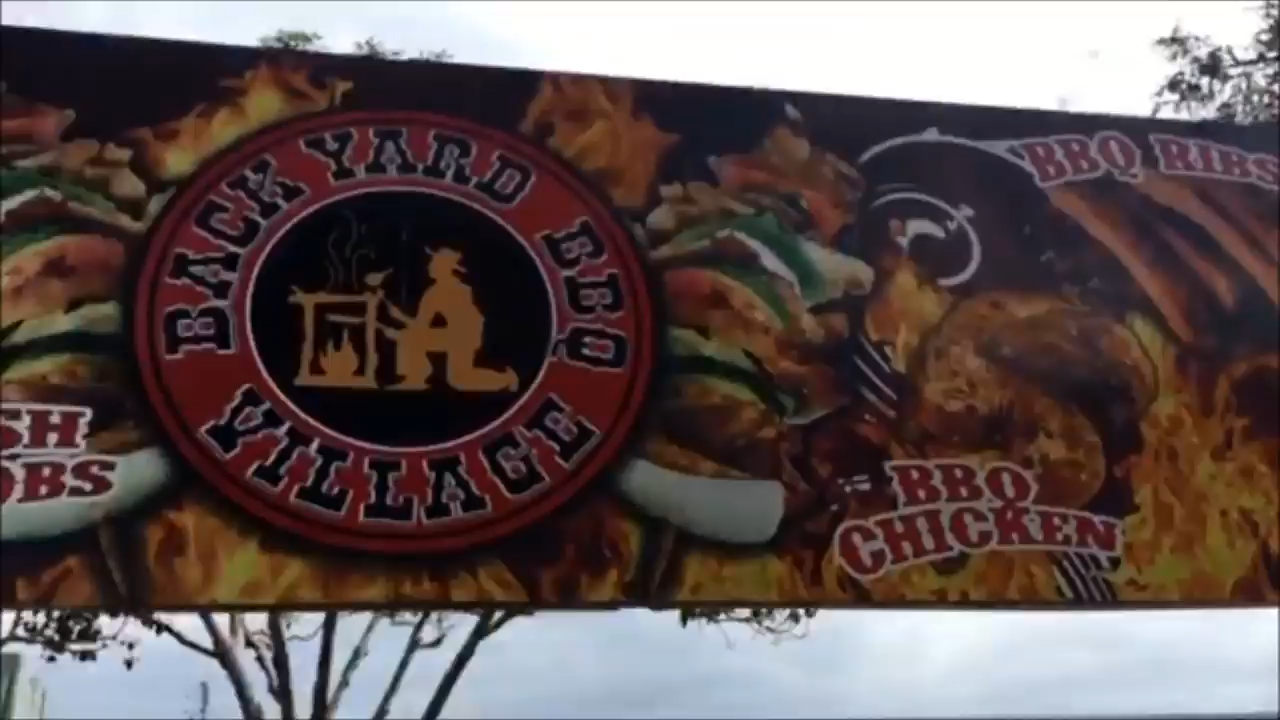 BACK YARD BBQ
VILLAGE
BBQ RIBS
BBQ
CHICKEN